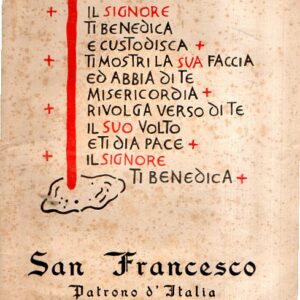 + IL SIGNORE
TI BENEDICA
E CUSTODISCA +
+ TI MOSTRI LA SUA FACCIA
ED ABBIA DI TE
MISERICORDIA +
+ RIVOLGA VERSO DI TE
IL SUO VOLTO
E TI DIA PACE +
+ IL SIGNORE
TI BENEDICA +
San Francesco
Patrono d'Italia